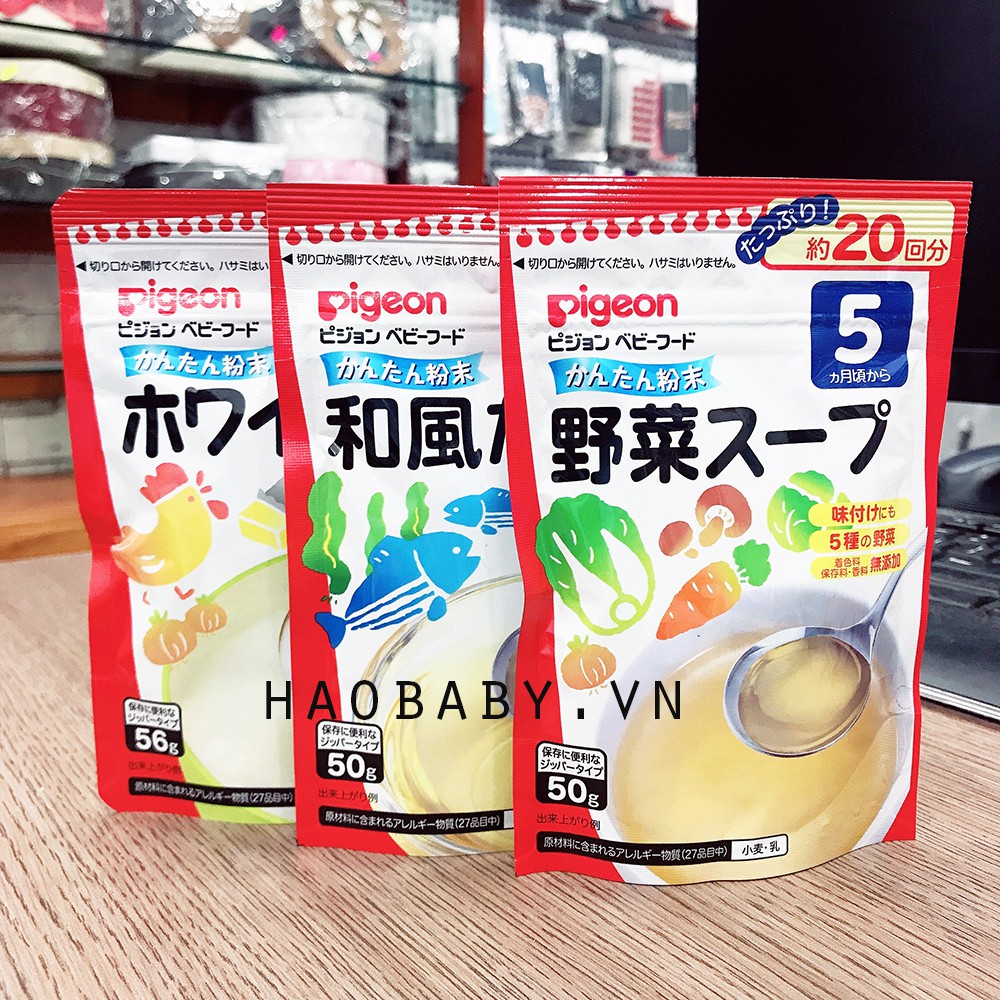 切り口から開けてください。ハサミはい
pigeon
ピジョン ベビーフード
かんたん粉末
ホワイ
保存に便利な
ジッパータイプ
56g
出来上がり例
原材料に含まれるアレルギー物質(27品目中)
切り口から開けてください。ハサミはいりません。
pigeon
ピジョン ベビーフード
かんたん粉末
和風
保存に便利な
ジッパータイプ
50g
出来上がり例
原材料に含まれるアレルギー物質(27品目中)
たっぷり!
約20回分
切り口から開けてください。ハサミはいりません。
pigeon
ピジョン ベビーフード
5
カ月頃から
かんたん粉末
野菜スープ
味付けにも
5種の野菜
着色料
保存料・香料 無添加
保存に便利な
ジッパータイプ
50g
出来上がり例
原材料に含まれるアレルギー物質(27品目中) 小麦・乳
HAOBABY.VN